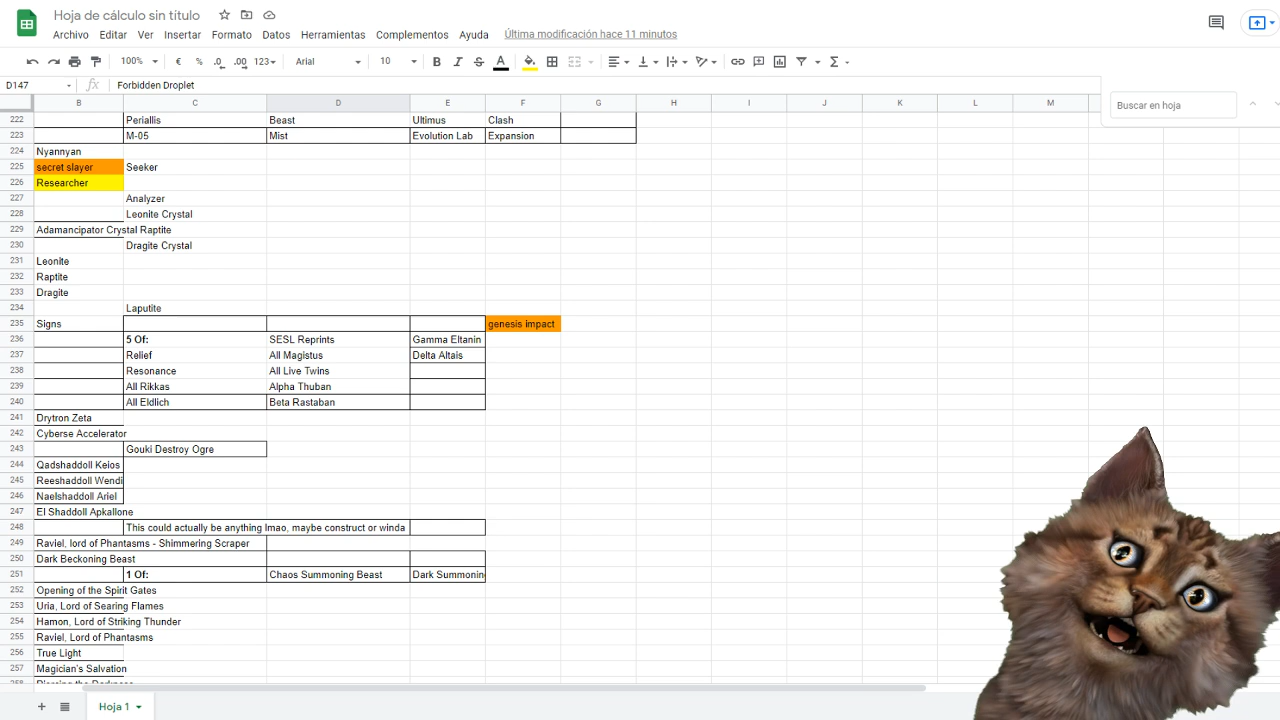 Hoja de cálculo sin título
Archivo Editar Ver Insertar Formato Datos Herramientas Complementos Ayuda Última modificación hace 11 minutos
100% € % .0 .00 123 Arial 10 B I S A Σ
D147 fx Forbidden Droplet
Buscar en hoja
B C D E F G H I J K L M
222 Periallis Beast Ultimus Clash
223 M-05 Mist Evolution Lab Expansion
224 Nyannyan
225 secret slayer Seeker
226 Researcher
227 Analyzer
228 Leonite Crystal
229 Adamancipator Crystal Raptite
230 Dragite Crystal
231 Leonite
232 Raptite
233 Dragite
234 Laputite
235 Signs genesis impact
236 5 Of: SESL Reprints Gamma Eltanin
237 Relief All Magistus Delta Altais
238 Resonance All Live Twins
239 All Rikkas Alpha Thuban
240 All Eldlich Beta Rastaban
241 Drytron Zeta
242 Cyberse Accelerator
243 Gouki Destroy Ogre
244 Qadshaddoll Keios
245 Reeshaddoll Wendi
246 Naelshaddoll Ariel
247 El Shaddoll Apkallone
248 This could actually be anything lmao, maybe construct or winda
249 Raviel, lord of Phantasms - Shimmering Scraper
250 Dark Beckoning Beast
251 1 Of: Chaos Summoning Beast Dark Summoning
252 Opening of the Spirit Gates
253 Uria, Lord of Searing Flames
254 Hamon, Lord of Striking Thunder
255 Raviel, Lord of Phantasms
256 True Light
257 Magician's Salvation
Hoja 1